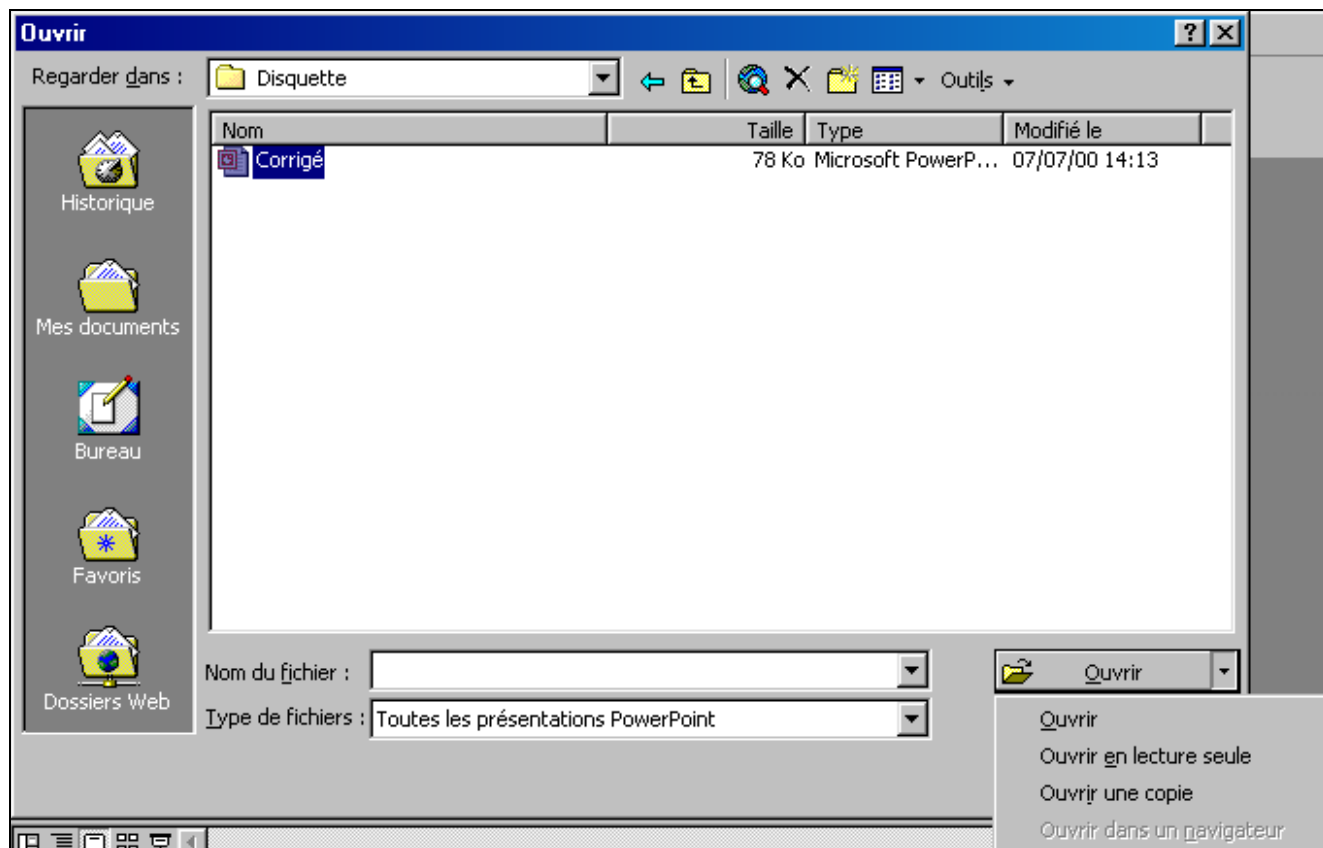 Ouvrir
Regarder dans :
Disquette
Outils
Nom Taille Type Modifié le
Corrigé 78 Ko Microsoft PowerP... 07/07/00 14:13
Historique
Mes documents
Bureau
Favoris
Dossiers Web
Nom du fichier :
Ouvrir
Type de fichiers : Toutes les présentations PowerPoint
Ouvrir
Ouvrir en lecture seule
Ouvrir une copie
Ouvrir dans un navigateur